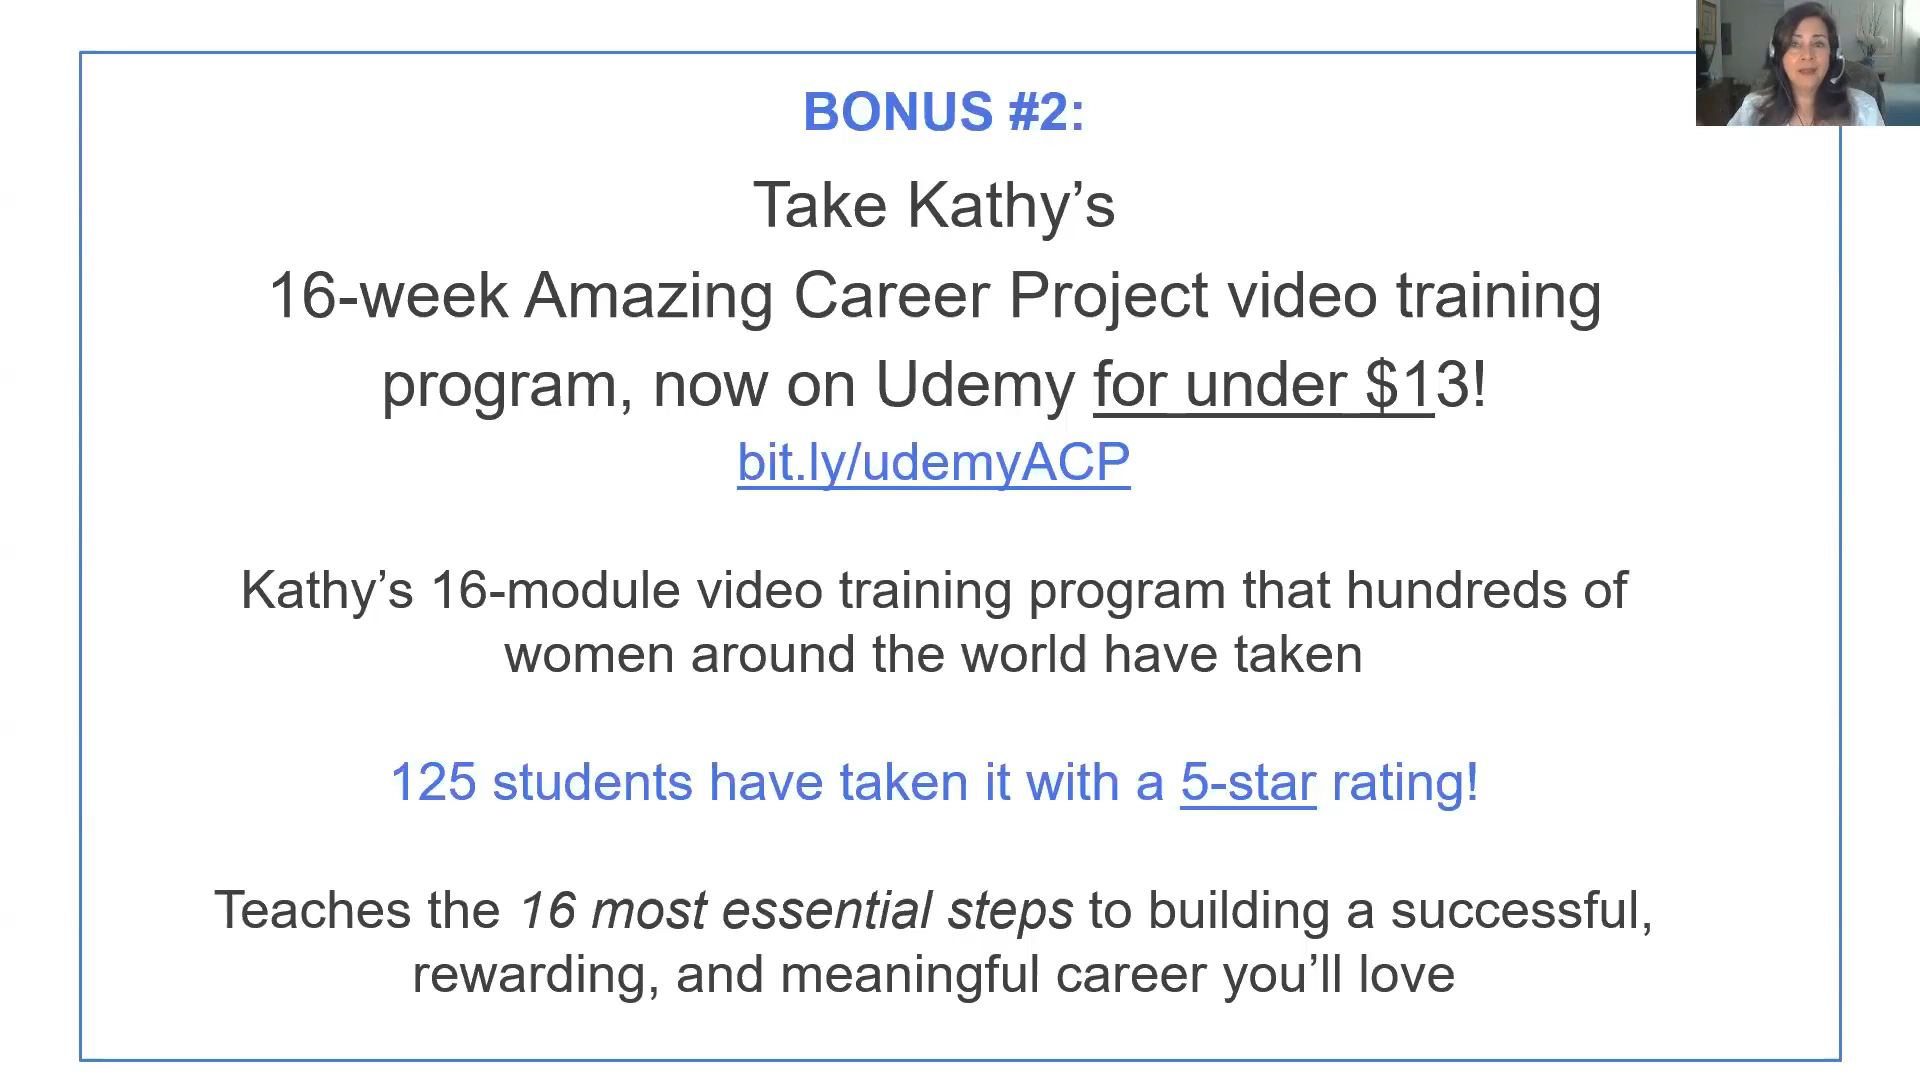 BONUS #2:
Take Kathy’s
16-week Amazing Career Project video training
program, now on Udemy for under $13!
bit.ly/udemyACP
Kathy’s 16-module video training program that hundreds of
women around the world have taken
125 students have taken it with a 5-star rating!
Teaches the 16 most essential steps to building a successful,
rewarding, and meaningful career you’ll love